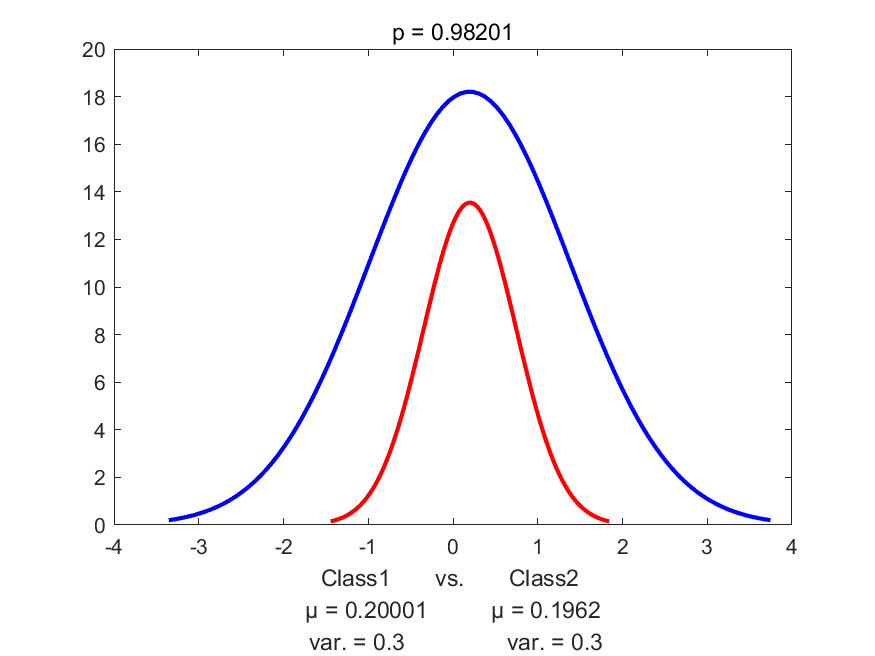 p = 0.98201
20
18
16
14
12
10
8
6
4
2
0
-4 -3 -2 -1 0 1 2 3 4
Class1 vs. Class2
μ = 0.20001 μ = 0.1962
var. = 0.3 var. = 0.3